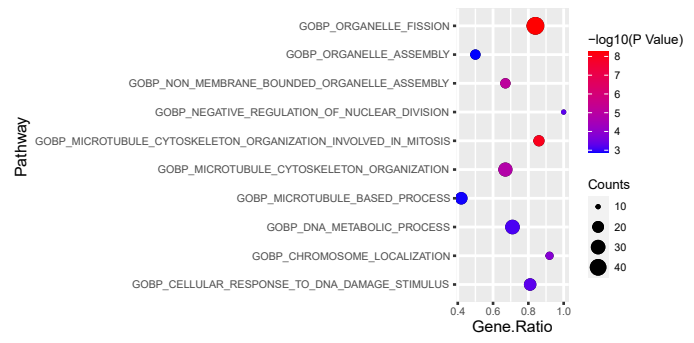 GOBP_ORGANELLE_FISSION
GOBP_ORGANELLE_ASSEMBLY
GOBP_NON_MEMBRANE_BOUNDED_ORGANELLE_ASSEMBLY
GOBP_NEGATIVE_REGULATION_OF_NUCLEAR_DIVISION
GOBP_MICROTUBULE_CYTOSKELETON_ORGANIZATION_INVOLVED_IN_MITOSIS
GOBP_MICROTUBULE_CYTOSKELETON_ORGANIZATION
GOBP_MICROTUBULE_BASED_PROCESS
GOBP_DNA_METABOLIC_PROCESS
GOBP_CHROMOSOME_LOCALIZATION
GOBP_CELLULAR_RESPONSE_TO_DNA_DAMAGE_STIMULUS
Pathway
0.4 0.6 0.8 1.0
Gene.Ratio
−log10(P Value)
8
7
6
5
4
3
Counts
10
20
30
40